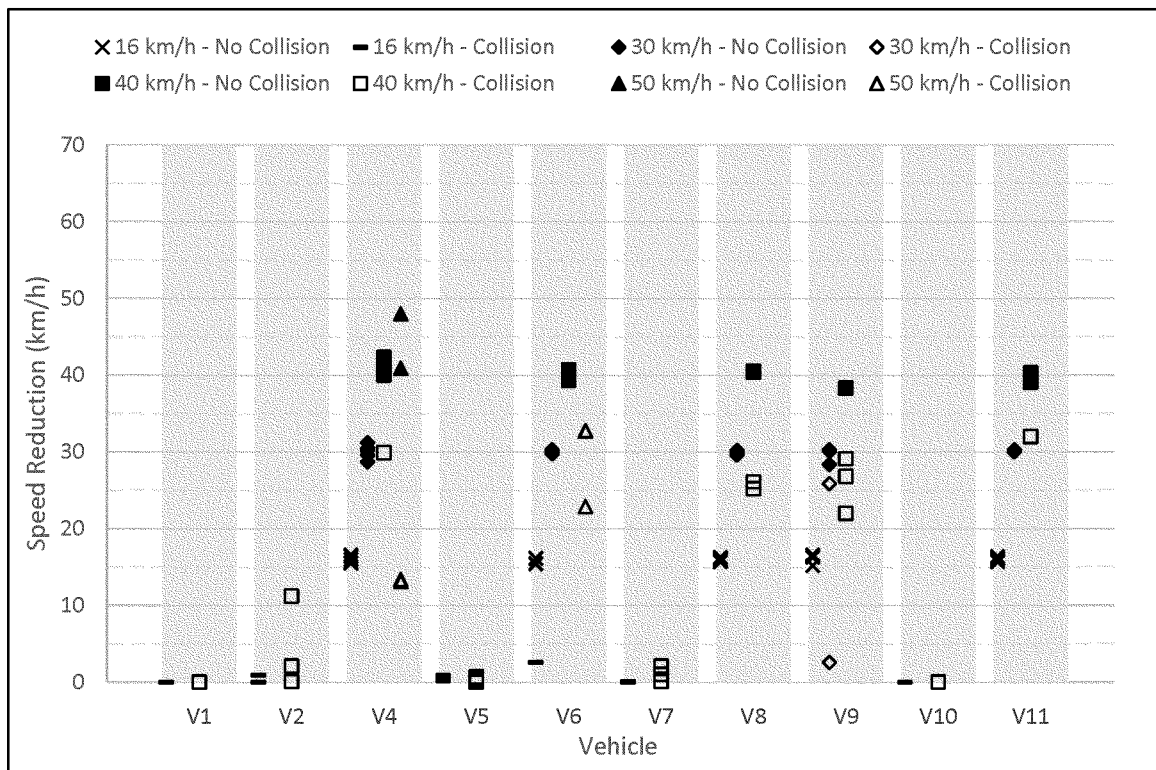 16 km/h - No Collision 16 km/h - Collision 30 km/h - No Collision 30 km/h - Collision
40 km/h - No Collision 40 km/h - Collision 50 km/h - No Collision 50 km/h - Collision
70
60
50
40
30
20
10
0
Speed Reduction (km/h)
V1 V2 V4 V5 V6 V7 V8 V9 V10 V11
Vehicle